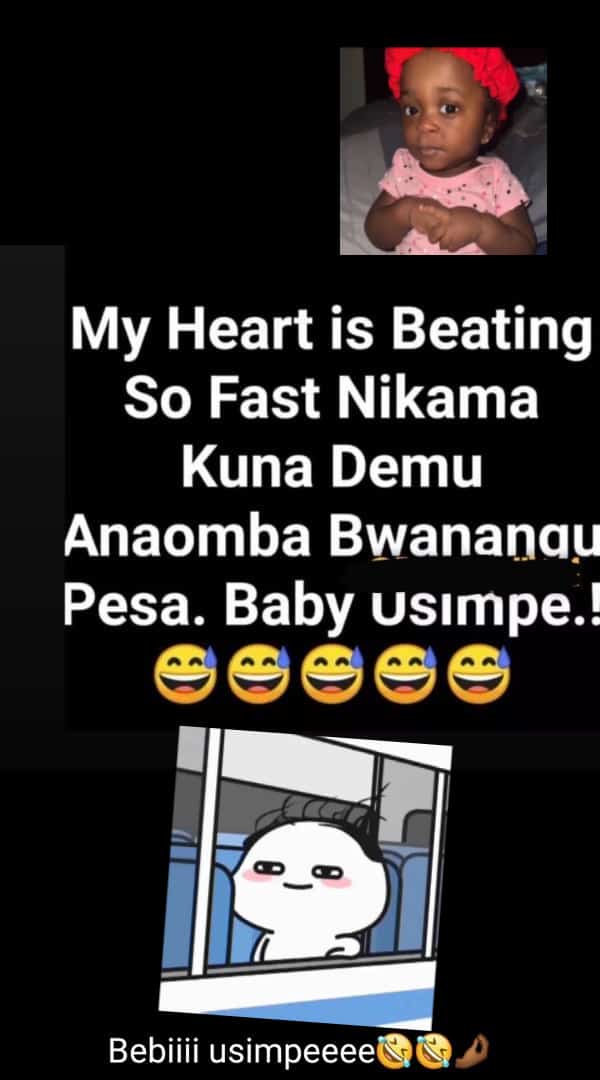 My Heart is Beating
So Fast Nikama
Kuna Demu
Anaomba Bwanangu
Pesa. Baby Usimpe.!
😅😅😅😅😅
Bebiiii usimpeeee🤣🤣🤌🏾